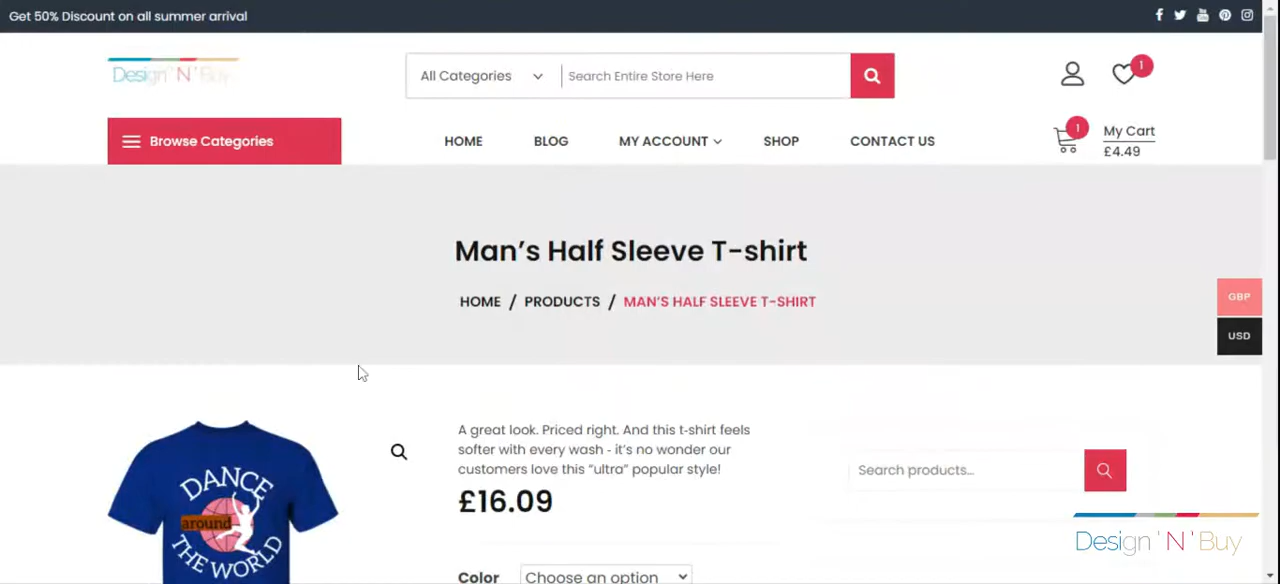 Get 50% Discount on all summer arrival
Design 'N' Buy
All Categories
Search Entire Store Here
1
Browse Categories
HOME
BLOG
MY ACCOUNT
SHOP
CONTACT US
1
My Cart
£4.49
Man's Half Sleeve T-shirt
HOME / PRODUCTS / MAN'S HALF SLEEVE T-SHIRT
GBP
USD
DANCE
around
THE WORLD
A great look. Priced right. And this t-shirt feels
softer with every wash - it's no wonder our
customers love this “ultra” popular style!
£16.09
Color
Choose an option
Search products...
Design 'N' Buy